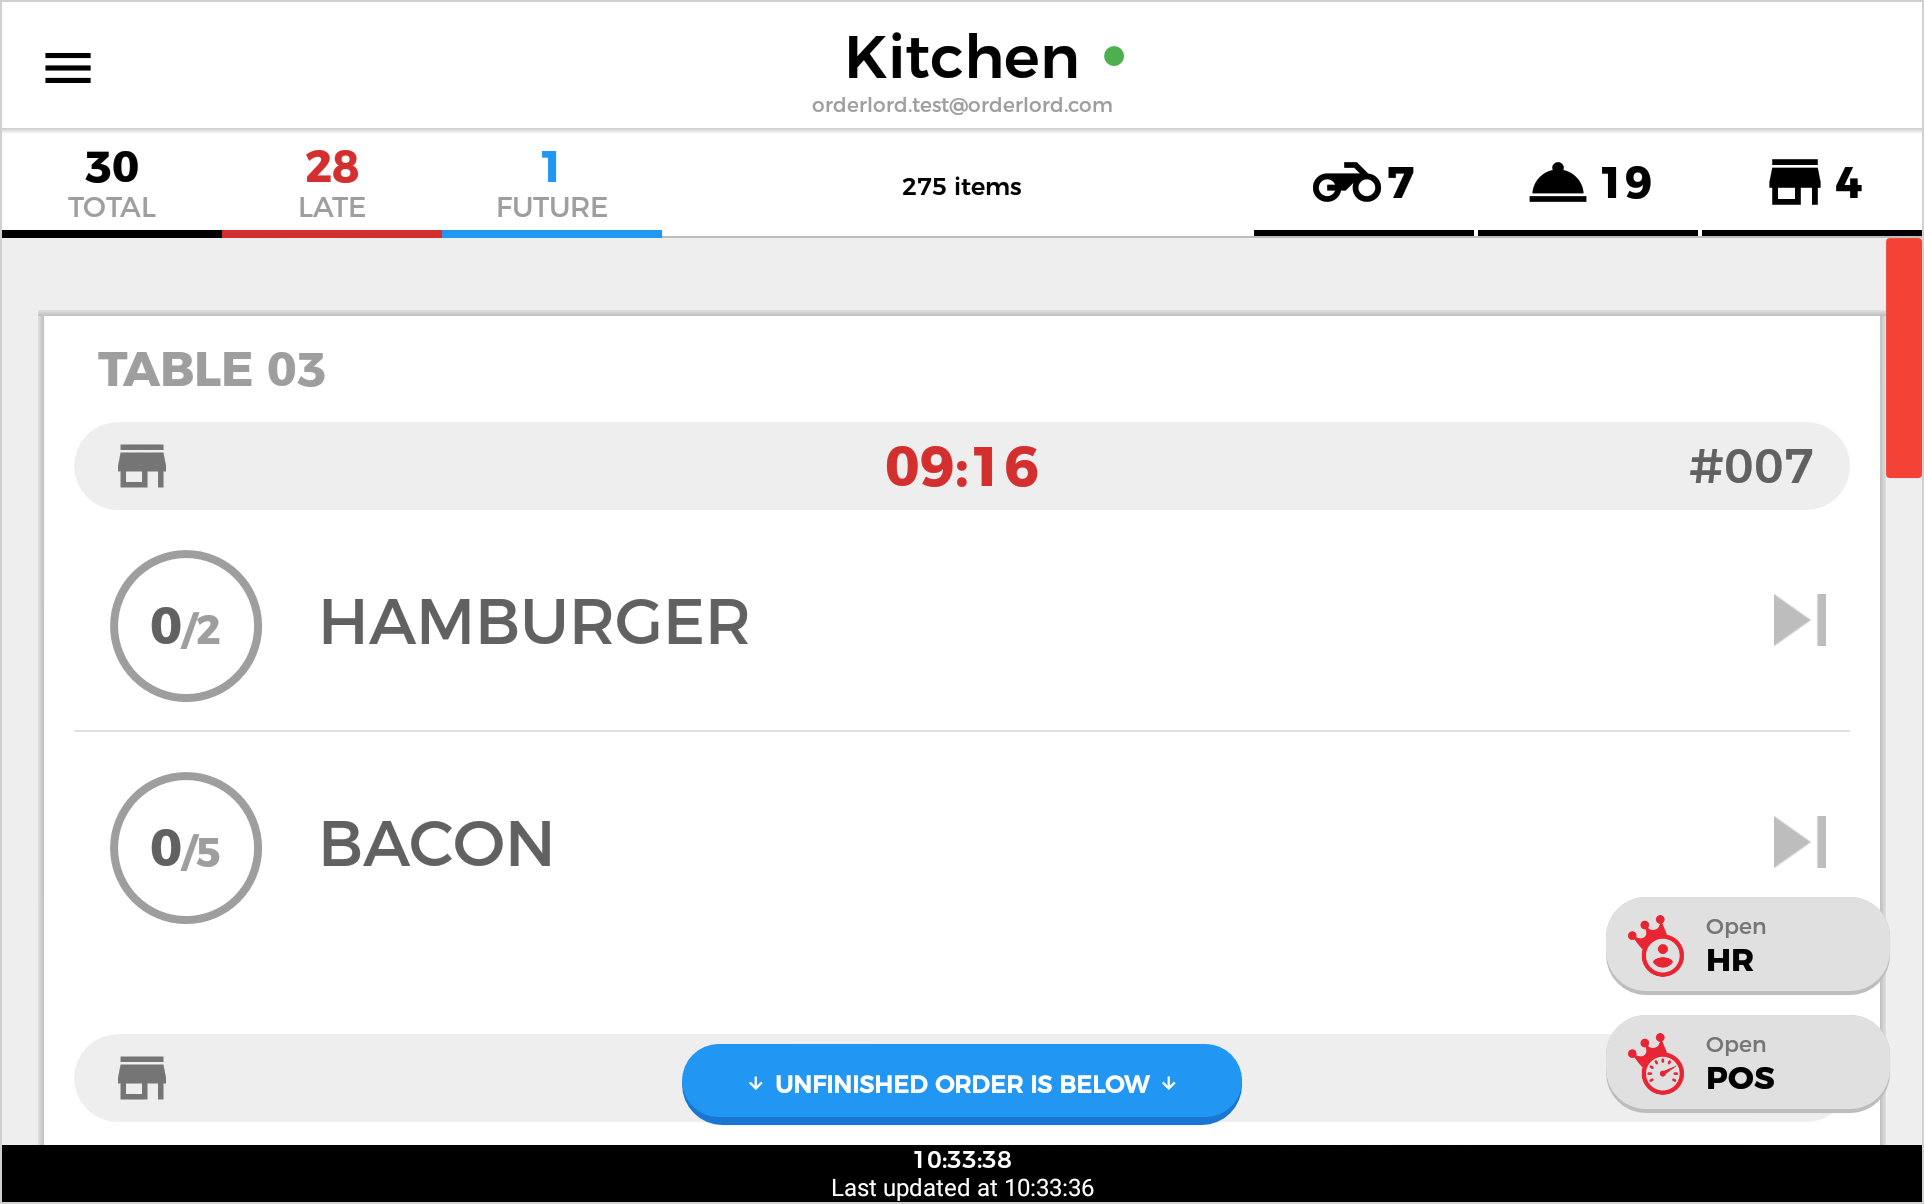 Kitchen
orderlord.test@orderlord.com
30
TOTAL
28
LATE
1
FUTURE
275 items
7
19
4
TABLE 03
09:16
#007
0/2
HAMBURGER
0/5
BACON
Open
HR
Open
POS
↓ UNFINISHED ORDER IS BELOW ↓
10:33:38
Last updated at 10:33:36